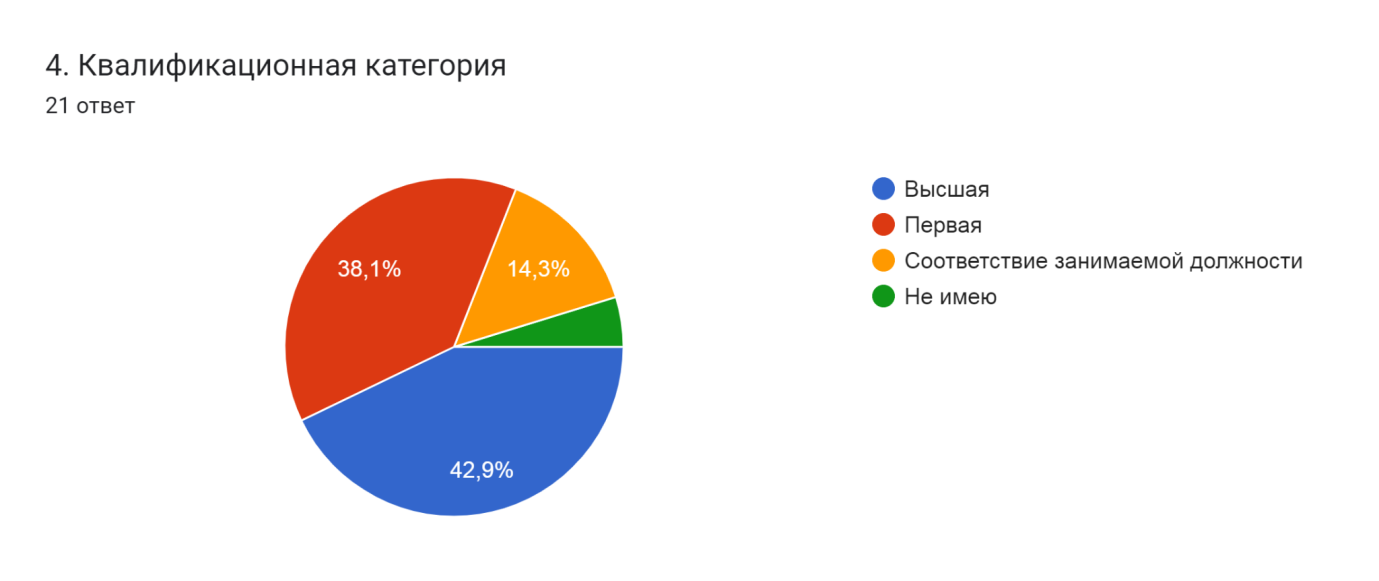 4. Квалификационная категория
21 ответ
38,1%
14,3%
42,9%
Высшая
Первая
Соответствие занимаемой должности
Не имею